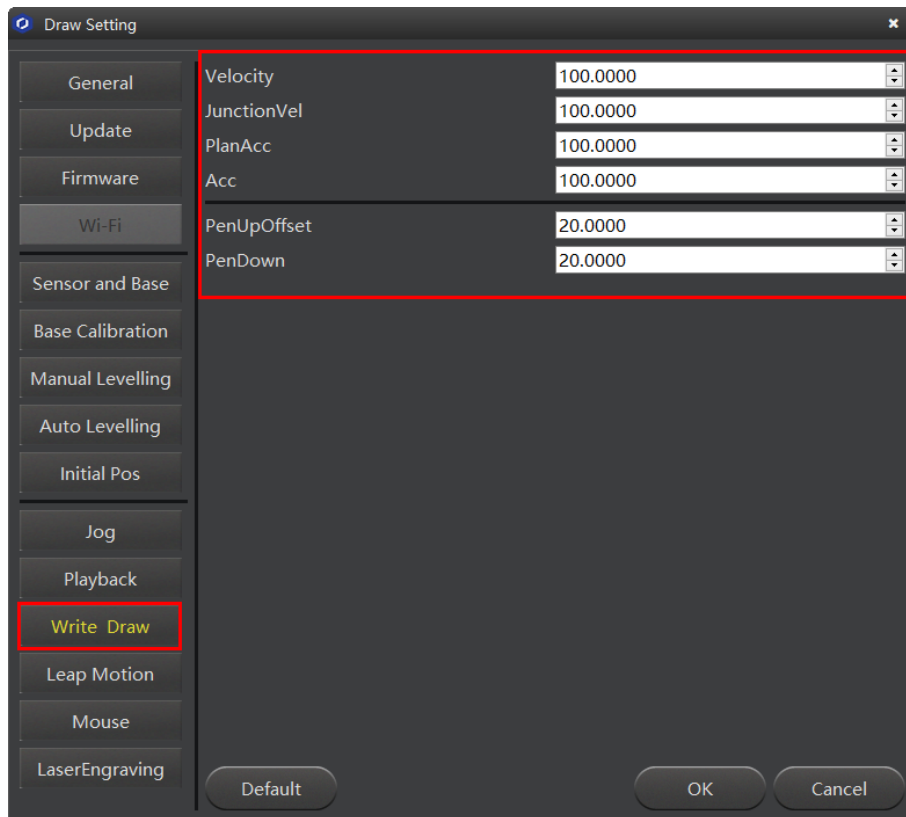 Draw Setting
General
Update
Firmware
Wi-Fi
Sensor and Base
Base Calibration
Manual Levelling
Auto Levelling
Initial Pos
Jog
Playback
Write Draw
Leap Motion
Mouse
LaserEngraving
Velocity 100.0000
JunctionVel 100.0000
PlanAcc 100.0000
Acc 100.0000
PenUpOffset 20.0000
PenDown 20.0000
Default OK Cancel